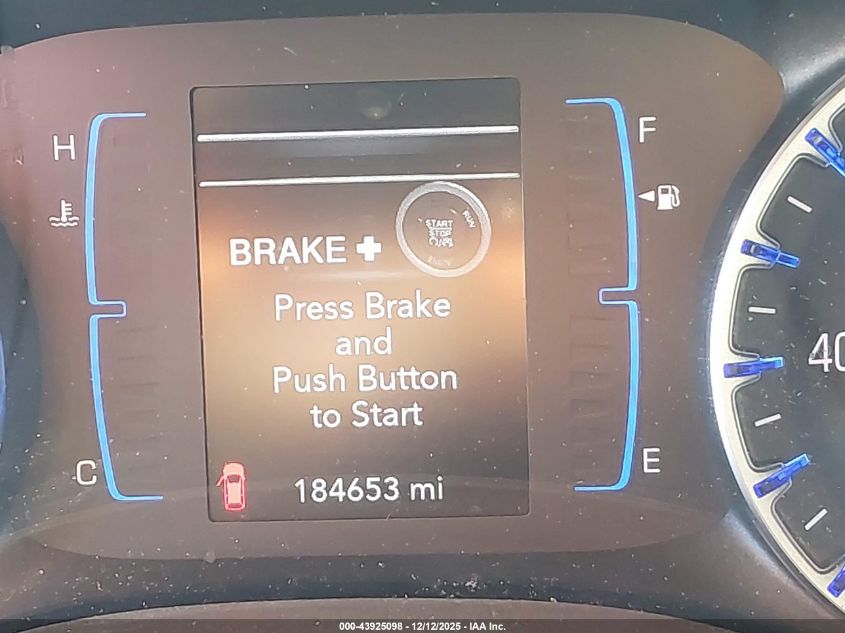 H
F
START
STOP
RUN
BRAKE +
Press Brake
and
Push Button
to Start
40
C
E
184653 mi
000-43925098 - 12/12/2025 - IAA Inc.